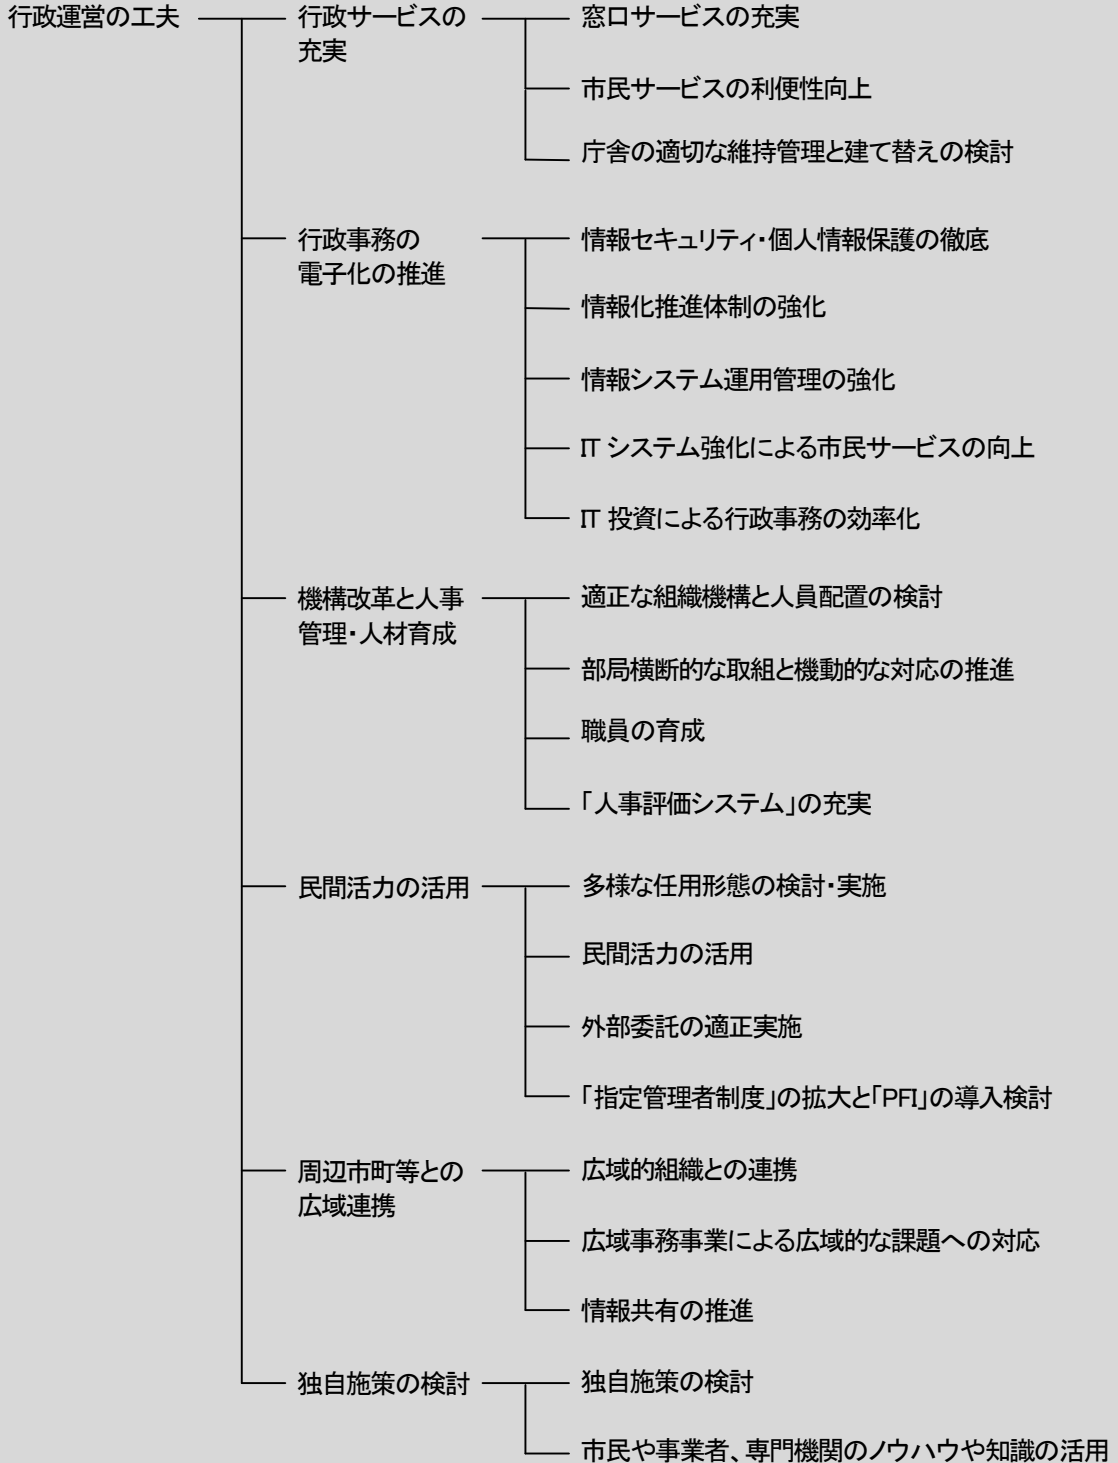 行政運営の工夫
行政サービスの
充実
窓口サービスの充実
市民サービスの利便性向上
庁舎の適切な維持管理と建て替えの検討
行政事務の
電子化の推進
情報セキュリティ・個人情報保護の徹底
情報化推進体制の強化
情報システム運用管理の強化
IT システム強化による市民サービスの向上
IT 投資による行政事務の効率化
機構改革と人事
管理・人材育成
適正な組織機構と人員配置の検討
部局横断的な取組と機動的な対応の推進
職員の育成
「人事評価システム」の充実
民間活力の活用
多様な任用形態の検討・実施
民間活力の活用
外部委託の適正実施
「指定管理者制度」の拡大と「PFI」の導入検討
周辺市町等との
広域連携
広域的組織との連携
広域事務事業による広域的な課題への対応
情報共有の推進
独自施策の検討
独自施策の検討
市民や事業者、専門機関のノウハウや知識の活用